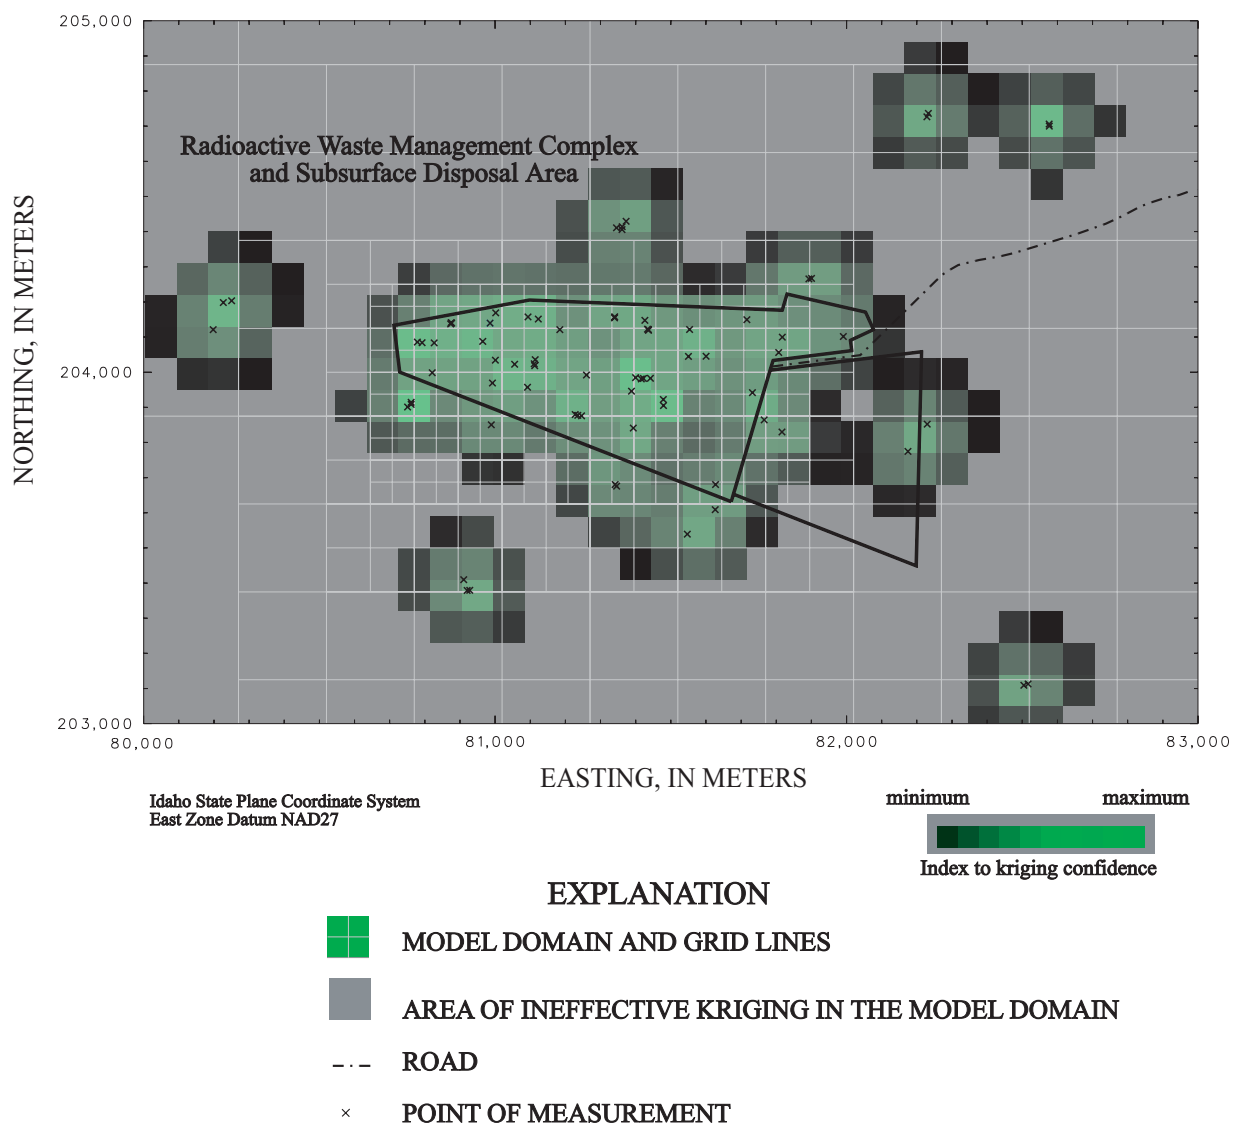 205,000
Radioactive Waste Management Complex
and Subsurface Disposal Area
NORTHING, IN METERS
204,000
203,000
80,000 81,000 82,000 83,000
EASTING, IN METERS
Idaho State Plane Coordinate System
East Zone Datum NAD27
minimum maximum
Index to kriging confidence
EXPLANATION
MODEL DOMAIN AND GRID LINES
AREA OF INEFFECTIVE KRIGING IN THE MODEL DOMAIN
ROAD
POINT OF MEASUREMENT